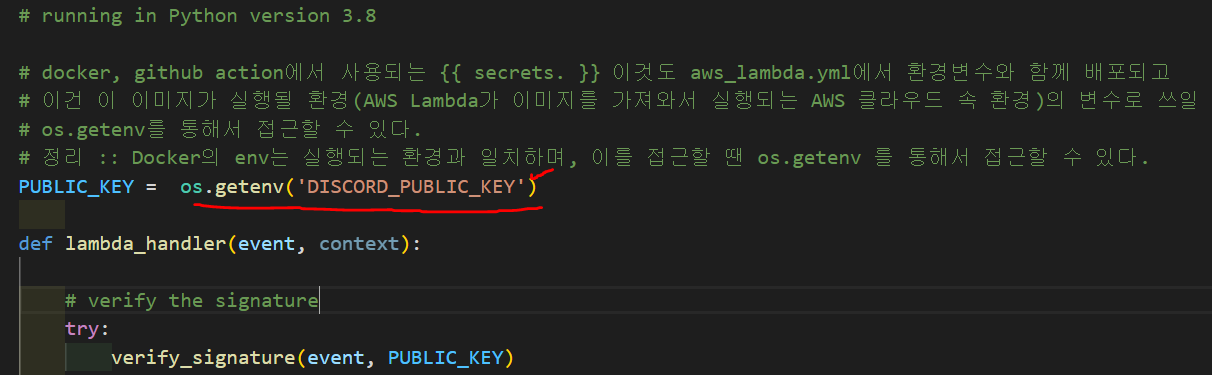 # running in Python version 3.8
# docker, github action에서 사용되는 {{ secrets. }} 이것도 aws_lambda.yml에서 환경변수와 함께 배포되고
# 이건 이 이미지가 실행될 환경(AWS Lambda가 이미지를 가져와서 실행되는 AWS 클라우드 속 환경)의 변수로 쓰일
# os.getenv를 통해서 접근할 수 있다.
# 정리 :: Docker의 env는 실행되는 환경과 일치하며, 이를 접근할 땐 os.getenv 를 통해서 접근할 수 있다.
PUBLIC_KEY =  os.getenv('DISCORD_PUBLIC_KEY')
def lambda_handler(event, context):
# verify the signature
try:
verify_signature(event, PUBLIC_KEY)